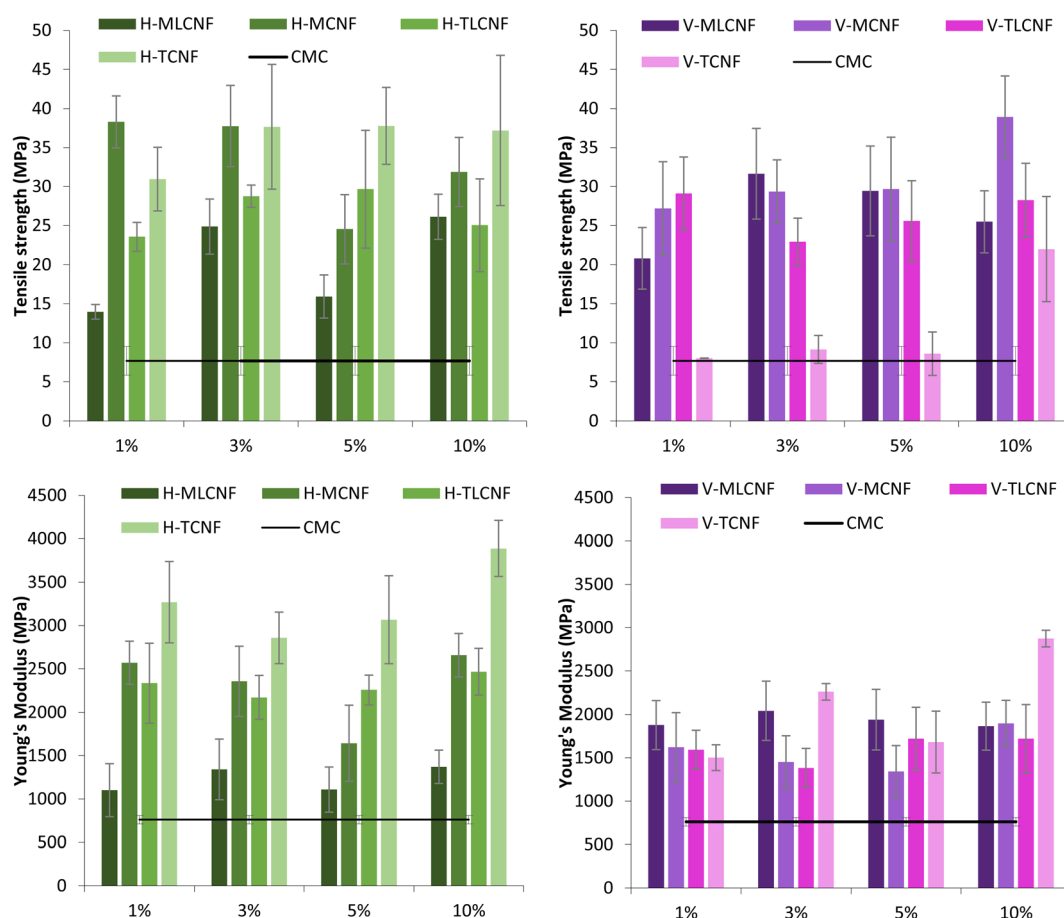 H-MLCNF H-MCNF H-TLCNF
H-TCNF CMC
Tensile strength (MPa)
50
45
40
35
30
25
20
15
10
5
0
1% 3% 5% 10%
V-MLCNF V-MCNF V-TLCNF
V-TCNF CMC
Tensile strength (MPa)
50
45
40
35
30
25
20
15
10
5
0
1% 3% 5% 10%
H-MLCNF H-MCNF H-TLCNF
H-TCNF CMC
Young's Modulus (MPa)
4500
4000
3500
3000
2500
2000
1500
1000
500
0
1% 3% 5% 10%
V-MLCNF V-MCNF V-TLCNF
V-TCNF CMC
Young's Modulus (MPa)
4500
4000
3500
3000
2500
2000
1500
1000
500
0
1% 3% 5% 10%